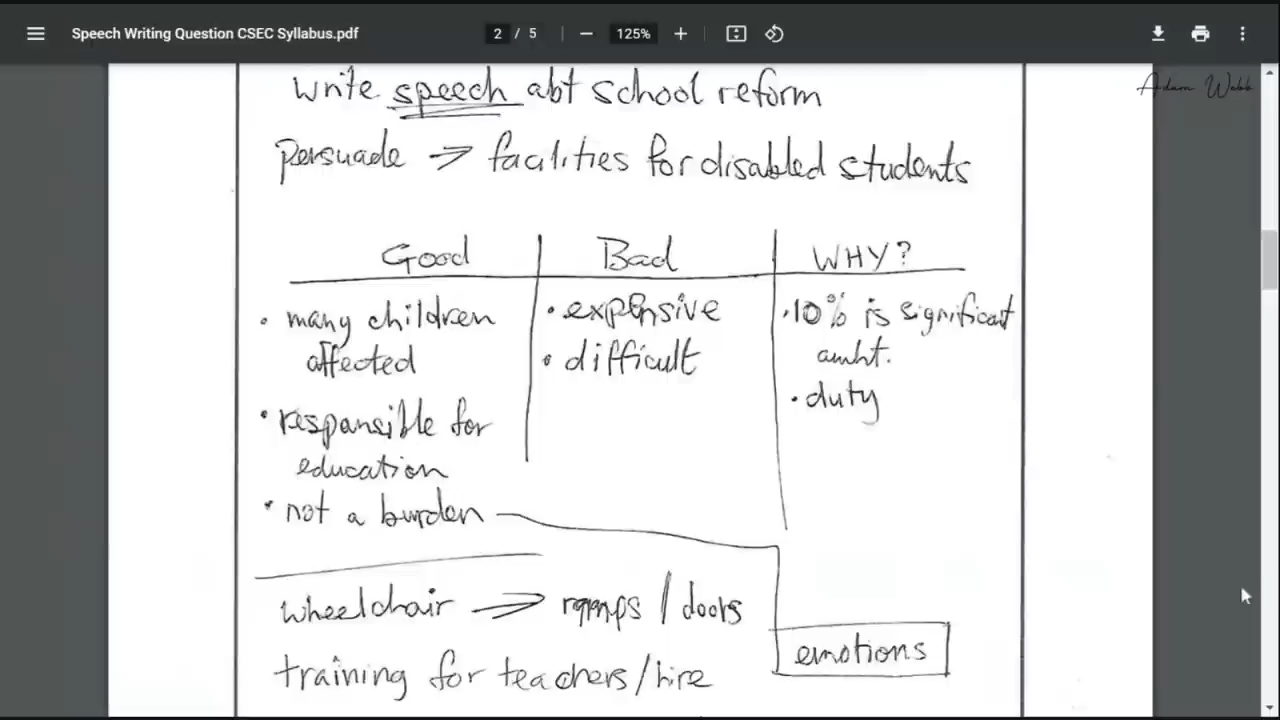 Speech Writing Question CSEC Syllabus.pdf
2 / 5
125%
Adam Webb
write speech abt school reform
persuade → facilities for disabled students
Good
Bad
WHY?
• many children
affected
• responsible for
education
• not a burden
• expensive
• difficult
• 10% is significant
amnt.
• duty
emotions
wheelchair → ramps / doors
training for teachers/hire